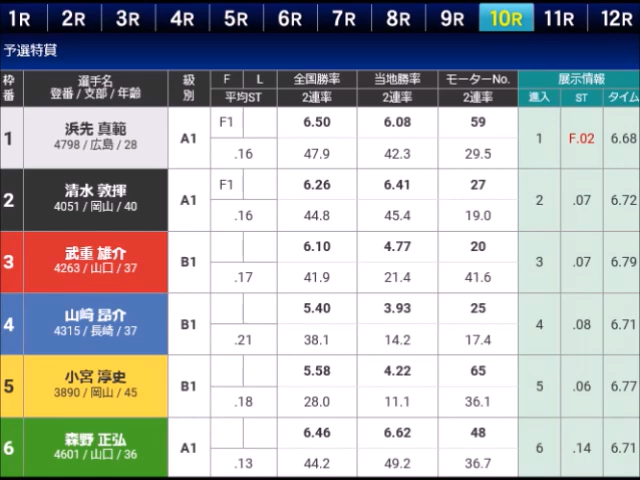 1R 2R 3R 4R 5R 6R 7R 8R 9R 10R 11R 12R
予選特賞
枠番 選手名 級別 F L 全国勝率 当地勝率 モーターNo. 展示情報
登番 / 支部 / 年齢 平均ST 2連率 2連率 2連率 進入 ST タイム
1 浜先 真範 A1 F1 6.50 6.08 59 1 F.02 6.68
4798 / 広島 / 28 .16 47.9 42.3 29.5
2 清水 敦揮 A1 F1 6.26 6.41 27 2 .07 6.72
4051 / 岡山 / 40 .16 44.8 45.4 19.0
3 武重 雄介 B1 6.10 4.77 20 3 .07 6.79
4263 / 山口 / 37 .17 41.9 21.4 41.6
4 山﨑 昂介 B1 5.40 3.93 25 4 .08 6.71
4315 / 長崎 / 37 .21 38.1 14.2 17.4
5 小宮 淳史 B1 5.58 4.22 65 5 .06 6.77
3890 / 岡山 / 45 .18 28.0 11.1 36.1
6 森野 正弘 A1 6.46 6.62 48 6 .14 6.71
4601 / 山口 / 36 .13 44.2 49.2 36.7